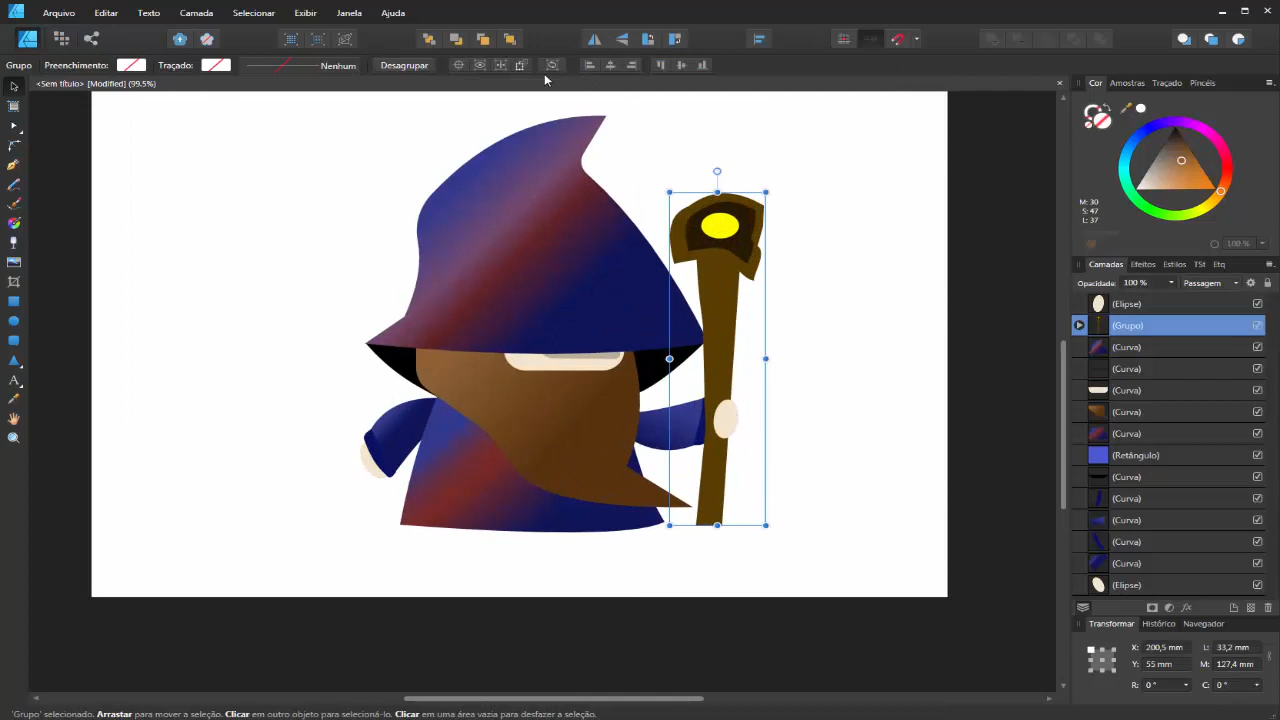 Arquivo Editar Texto Camada Selecionar Exibir Janela Ajuda
Grupo Preenchimento: Traçado: Nenhum Desagrupar
<Sem título> [Modified] (99.5%)
Cor Amostras Traçado Pincéis
M: 30
S: 47
L: 37
100 %
Camadas Efeitos Estilos TSt Etq
Opacidade: 100 % Passagem
(Elipse)
(Grupo)
(Curva)
(Curva)
(Curva)
(Curva)
(Curva)
(Retângulo)
(Curva)
(Curva)
(Curva)
(Curva)
(Curva)
(Elipse)
Transformar Histórico Navegador
X: 200,5 mm L: 33,2 mm
Y: 55 mm M: 127,4 mm
R: 0 ° C: 0 °
'Grupo' selecionado. Arrastar para mover a seleção. Clicar em outro objeto para selecioná-lo. Clicar em uma área vazia para desfazer a seleção.